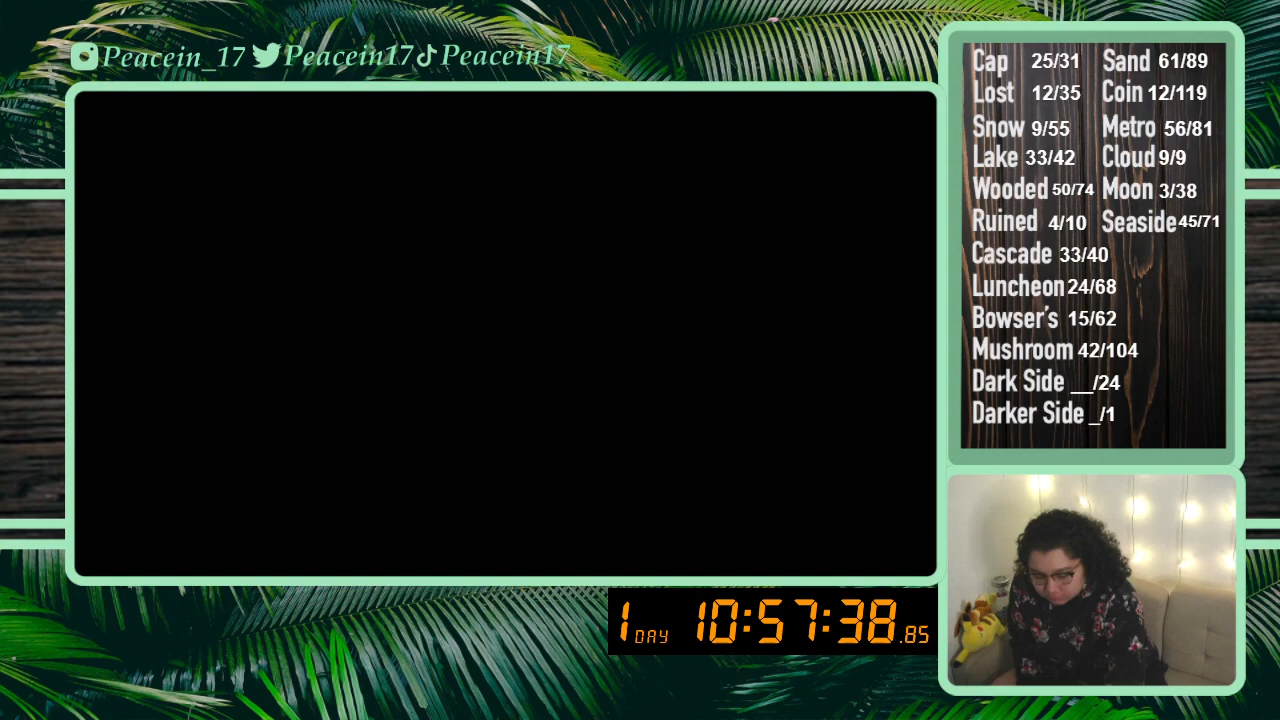 Peacein_17 Peacein17 Peacein17
Cap 25/31 Sand 61/89
Lost 12/35 Coin 12/119
Snow 9/55 Metro 56/81
Lake 33/42 Cloud 9/9
Wooded 50/74 Moon 3/38
Ruined 4/10 Seaside 45/71
Cascade 33/40
Luncheon 24/68
Bowser's 15/62
Mushroom 42/104
Dark Side __/24
Darker Side _/1
1 DAY 10:57:38.85